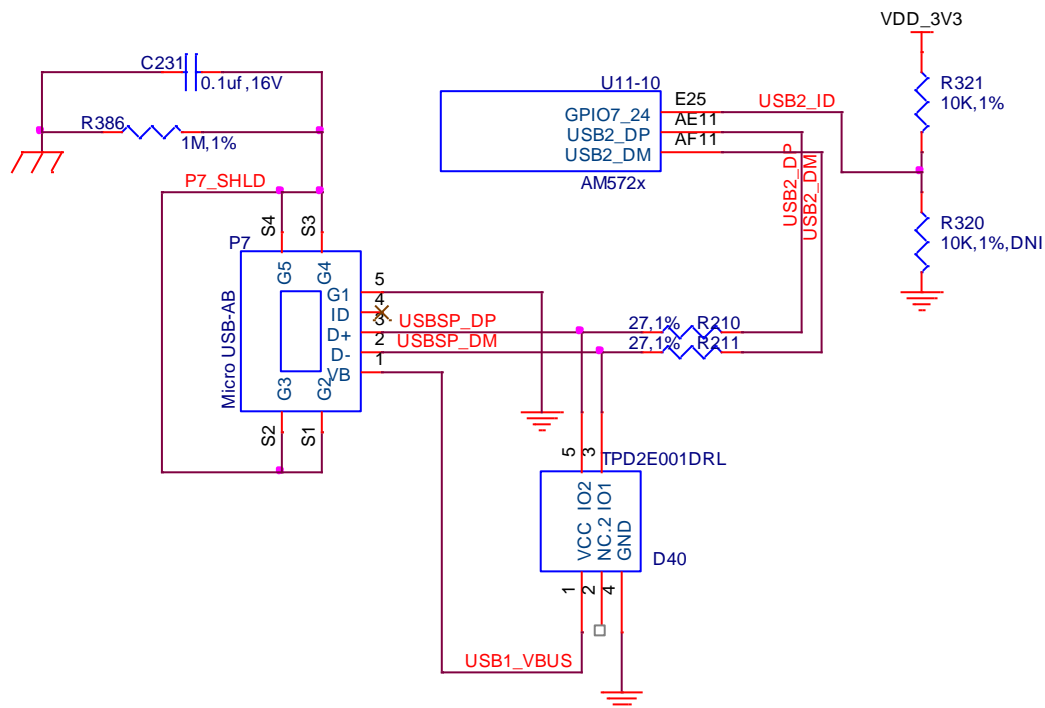 VDD_3V3
C231
0.1uf,16V
U11-10
R321
10K,1%
E25
USB2_ID
GPIO7_24
AE11
USB2_DP
AF11
USB2_DM
AM572x
R386
1M,1%
USB2_DP
USB2_DM
P7_SHLD
S4
S3
R320
10K,1%,DNI
P7
G5
G4
5
G1
4
ID
3
D+
USBSP_DP
27,1%
R210
2
D-
USBSP_DM
27,1%
R211
1
VB
Micro USB-AB
G3
G2
S2
S1
5
3
TPD2E001DRL
IO2
IO1
VCC
NC.2
GND
D40
1
2
4
USB1_VBUS